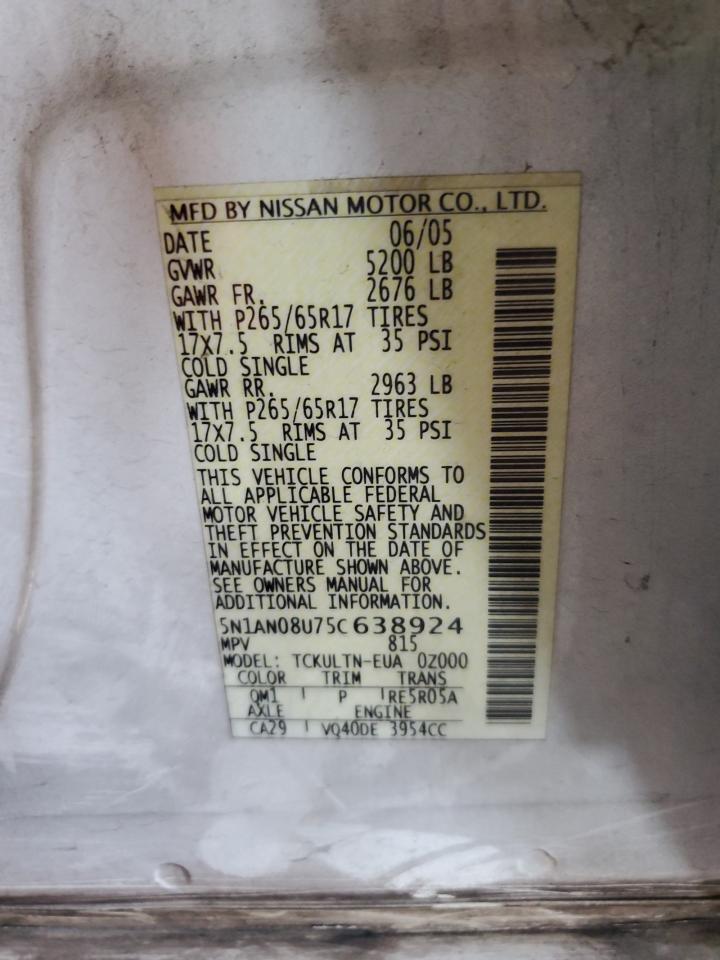 MFD BY NISSAN MOTOR CO., LTD.
DATE 06/05
GVWR 5200 LB
GAWR FR. 2676 LB
WITH P265/65R17 TIRES
17X7.5 RIMS AT 35 PSI
COLD SINGLE
GAWR RR. 2963 LB
WITH P265/65R17 TIRES
17X7.5 RIMS AT 35 PSI
COLD SINGLE
THIS VEHICLE CONFORMS TO
ALL APPLICABLE FEDERAL
MOTOR VEHICLE SAFETY AND
THEFT PREVENTION STANDARDS
IN EFFECT ON THE DATE OF
MANUFACTURE SHOWN ABOVE.
SEE OWNERS MANUAL FOR
ADDITIONAL INFORMATION.
5N1AN08U75C638924
MPV 815
MODEL: TCKULTN-EUA 0Z000
COLOR TRIM TRANS
QM1 P RE5R05A
AXLE ENGINE
CA29 VQ40DE 3954CC